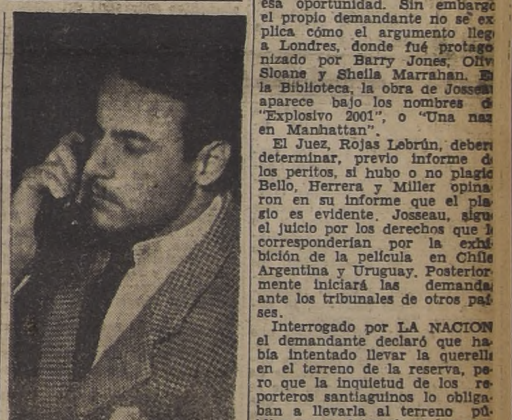 esa oportunidad. Sin embargo
el propio demandante no se ex
plica cómo el argumento lleg
a Londres, donde fué protago
nizado por Barry Jones, Oliv
Sloane y Sheila Marrahan. E
la Biblioteca, la obra de Josseau
aparece bajo los nombres d
"Explosivo 2001", o "Una naz
en Manhattan".
El Juez, Rojas Lebrún, deber
determinar, previo informe d
los peritos, si hubo o no plagio
Bello, Herrera y Miller opina
ron en su informe que el pla
gio es evidente. Josseau, sigu
el juicio por los derechos que l
corresponderían por la exhi
bición de la película en Chile
Argentina y Uruguay. Posterior
mente iniciará las demanda
ante los tribunales de otros paí
ses.
Interrogado por LA NACION
el demandante declaró que ha
bía intentado llevar la querella
en el terreno de la reserva, pe
ro que la inquietud de los re
porteros santiaguinos lo obliga
ban a llevarla al terreno pú